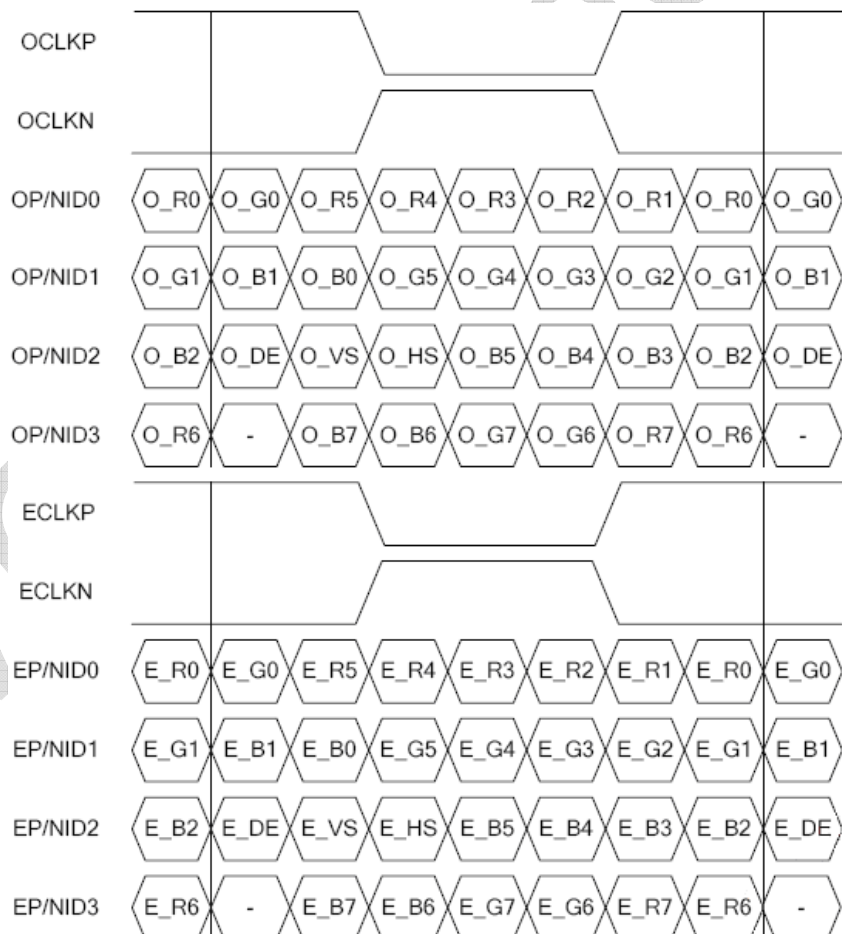 OCLKP
OCLKN
OP/NID0 O_R0 O_G0 O_R5 O_R4 O_R3 O_R2 O_R1 O_R0 O_G0
OP/NID1 O_G1 O_B1 O_B0 O_G5 O_G4 O_G3 O_G2 O_G1 O_B1
OP/NID2 O_B2 O_DE O_VS O_HS O_B5 O_B4 O_B3 O_B2 O_DE
OP/NID3 O_R6 - O_B7 O_B6 O_G7 O_G6 O_R7 O_R6 -
ECLKP
ECLKN
EP/NID0 E_R0 E_G0 E_R5 E_R4 E_R3 E_R2 E_R1 E_R0 E_G0
EP/NID1 E_G1 E_B1 E_B0 E_G5 E_G4 E_G3 E_G2 E_G1 E_B1
EP/NID2 E_B2 E_DE E_VS E_HS E_B5 E_B4 E_B3 E_B2 E_DE
EP/NID3 E_R6 - E_B7 E_B6 E_G7 E_G6 E_R7 E_R6 -